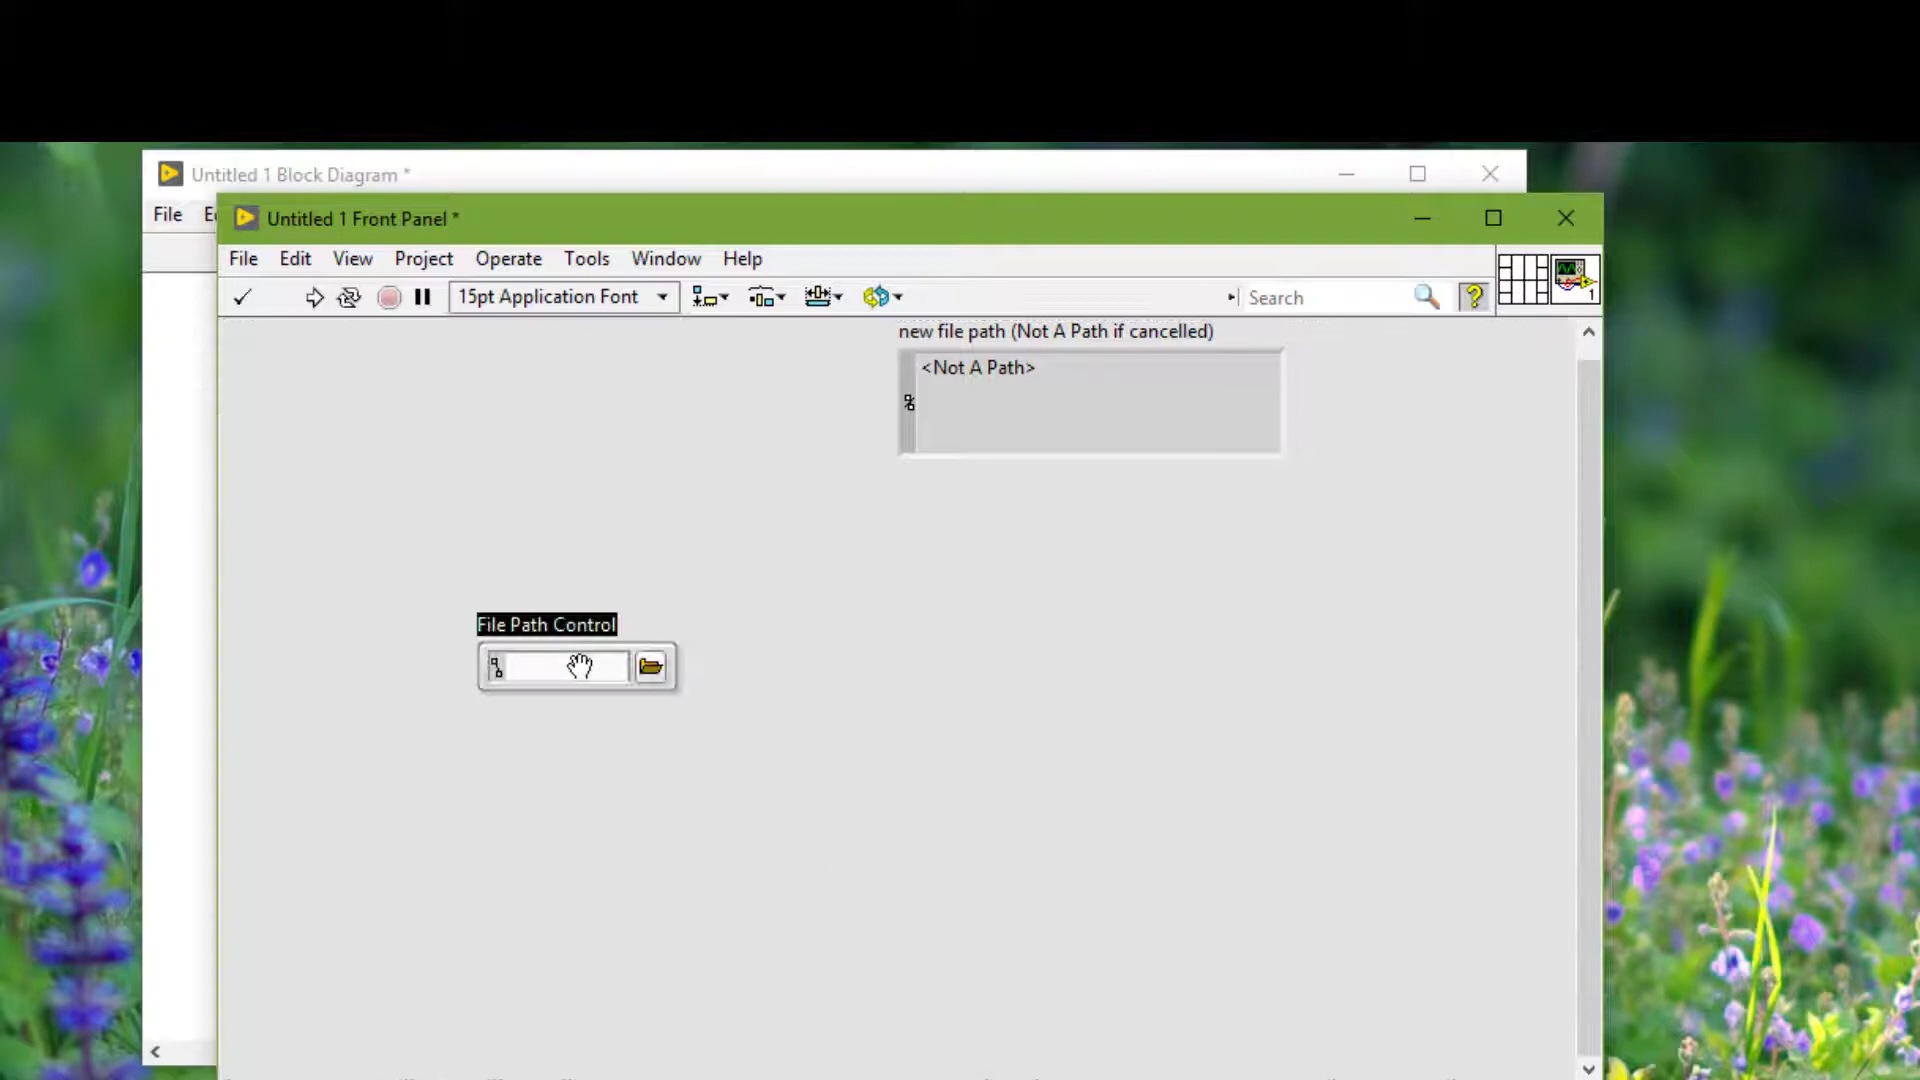 Untitled 1 Block Diagram *
File
Untitled 1 Front Panel *
File Edit View Project Operate Tools Window Help
15pt Application Font
Search
1
new file path (Not A Path if cancelled)
<Not A Path>
File Path Control